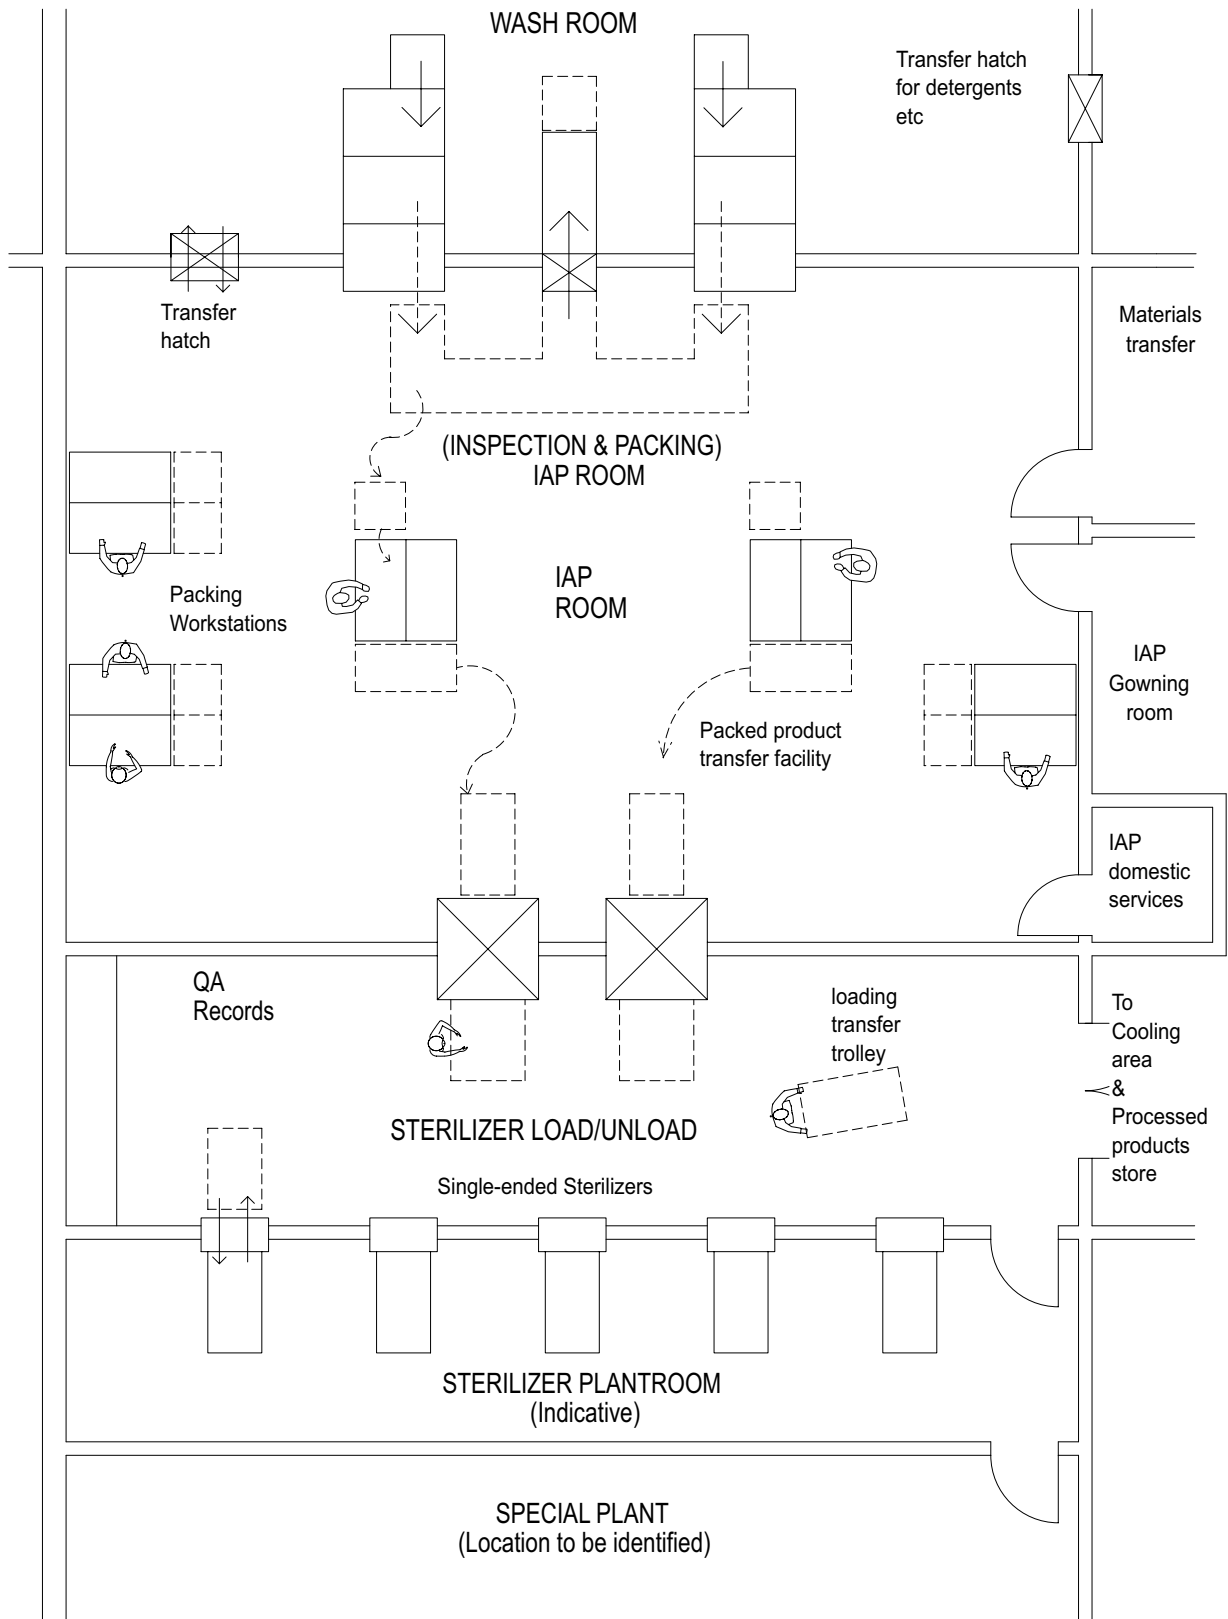 WASH ROOM
Transfer hatch
for detergents
etc
Transfer
hatch
Materials
transfer
(INSPECTION & PACKING)
IAP ROOM
IAP
ROOM
Packing
Workstations
IAP
Gowning
room
Packed product
transfer facility
IAP
domestic
services
QA
Records
loading
transfer
trolley
To
Cooling
area
&
Processed
products
store
STERILIZER LOAD/UNLOAD
Single-ended Sterilizers
STERILIZER PLANTROOM
(Indicative)
SPECIAL PLANT
(Location to be identified)